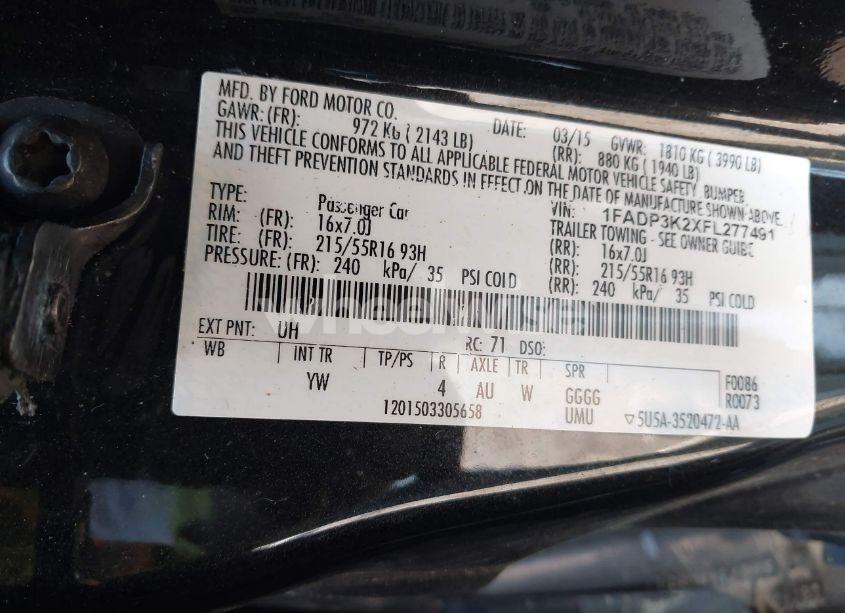 MFD. BY FORD MOTOR CO.
DATE: 03/15 GVWR: 1810 KG ( 3990 LB)
GAWR: (FR): 972 KG ( 2143 LB) (RR): 880 KG ( 1940 LB)
THIS VEHICLE CONFORMS TO ALL APPLICABLE FEDERAL MOTOR VEHICLE SAFETY, BUMPER,
AND THEFT PREVENTION STANDARDS IN EFFECT ON THE DATE OF MANUFACTURE SHOWN ABOVE.
VIN: 1FADP3K2XFL277491
TYPE: Passenger Car TRAILER TOWING - SEE OWNER GUIDE
RIM: (FR): 16x7.0J (RR): 16x7.0J
TIRE: (FR): 215/55R16 93H (RR): 215/55R16 93H
PRESSURE: (FR): 240 kPa/ 35 PSI COLD (RR): 240 kPa/ 35 PSI COLD
wheelwise
EXT PNT: UH RC: 71 DSO:
WB INT TR TP/PS R AXLE TR SPR
YW 4 AU W GGGG F0086
UMU R0073
1201503305658 ▽5U5A-3520472-AA